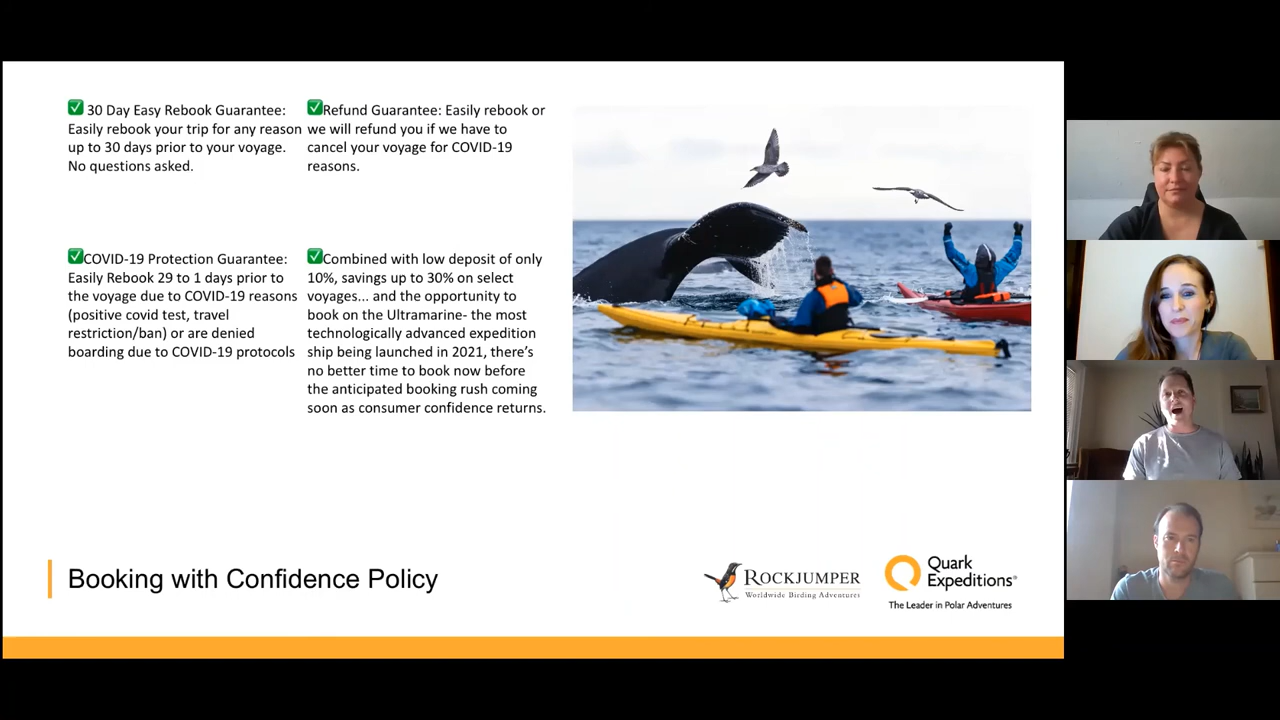 ✅ 30 Day Easy Rebook Guarantee:
Easily rebook your trip for any reason
up to 30 days prior to your voyage.
No questions asked.
✅Refund Guarantee: Easily rebook or
we will refund you if we have to
cancel your voyage for COVID-19
reasons.
✅COVID-19 Protection Guarantee:
Easily Rebook 29 to 1 days prior to
the voyage due to COVID-19 reasons
(positive covid test, travel
restriction/ban) or are denied
boarding due to COVID-19 protocols
✅Combined with low deposit of only
10%, savings up to 30% on select
voyages... and the opportunity to
book on the Ultramarine- the most
technologically advanced expedition
ship being launched in 2021, there's
no better time to book now before
the anticipated booking rush coming
soon as consumer confidence returns.
Booking with Confidence Policy
ROCKJUMPER
Worldwide Birding Adventures
Quark
Expeditions®
The Leader in Polar Adventures